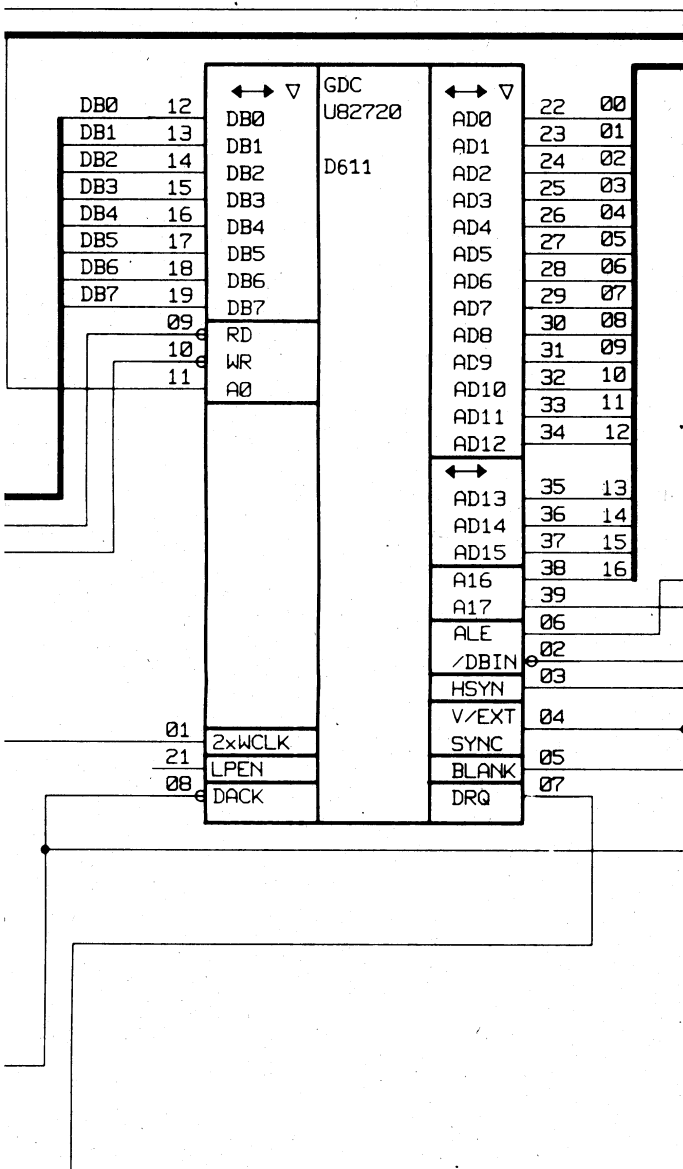 GDC
U82720
D611
DB0 12 DB0
DB1 13 DB1
DB2 14 DB2
DB3 15 DB3
DB4 16 DB4
DB5 17 DB5
DB6 18 DB6
DB7 19 DB7
09 RD
10 WR
11 A0
01 2xWCLK
21 LPEN
08 DACK
AD0 22 00
AD1 23 01
AD2 24 02
AD3 25 03
AD4 26 04
AD5 27 05
AD6 28 06
AD7 29 07
AD8 30 08
AD9 31 09
AD10 32 10
AD11 33 11
AD12 34 12
AD13 35 13
AD14 36 14
AD15 37 15
A16 38 16
A17 39
ALE 06
/DBIN 02
HSYN 03
V/EXT 04
SYNC
BLANK 05
DRQ 07